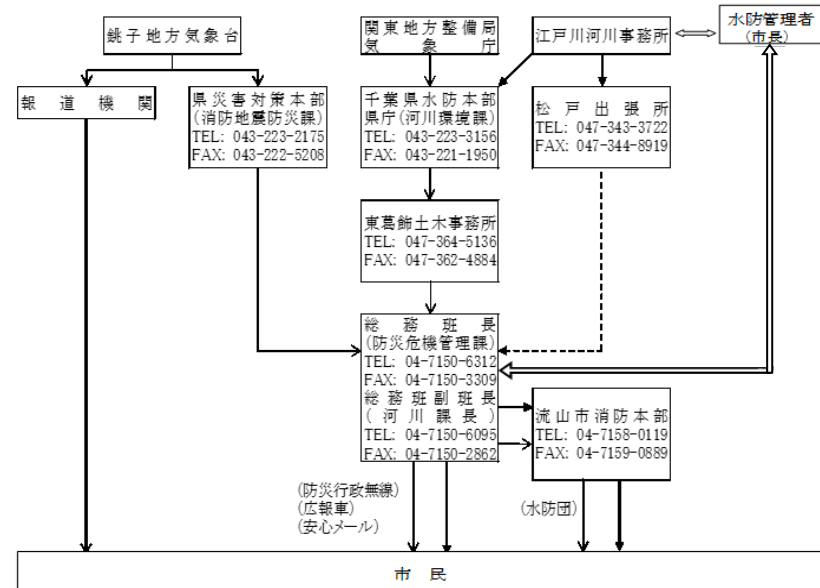 銚子地方気象台
関東地方整備局
気象庁
江戸川河川事務所
水防管理者
(市長)
報道機関
県災害対策本部
(消防地震防災課)
TEL: 043-223-2175
FAX: 043-222-5208
千葉県水防本部
県庁(河川環境課)
TEL: 043-223-3156
FAX: 043-221-1950
松戸出張所
TEL: 047-343-3722
FAX: 047-344-8919
東葛飾土木事務所
TEL: 047-364-5136
FAX: 047-362-4884
総務班長
(防災危機管理課)
TEL: 04-7150-6312
FAX: 04-7150-3309
総務班副班長
(河川課長)
TEL: 04-7150-6095
FAX: 04-7150-2862
流山市消防本部
TEL: 04-7158-0119
FAX: 04-7159-0889
(防災行政無線)
(広報車)
(安心メール)
(水防団)
市民